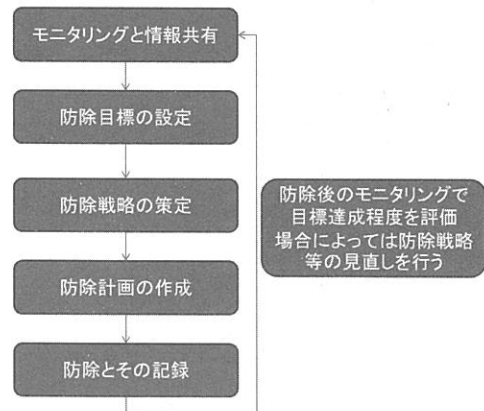 モニタリングと情報共有
防除目標の設定
防除戦略の策定
防除計画の作成
防除とその記録
防除後のモニタリングで
目標達成程度を評価
場合によっては防除戦略
等の見直しを行う